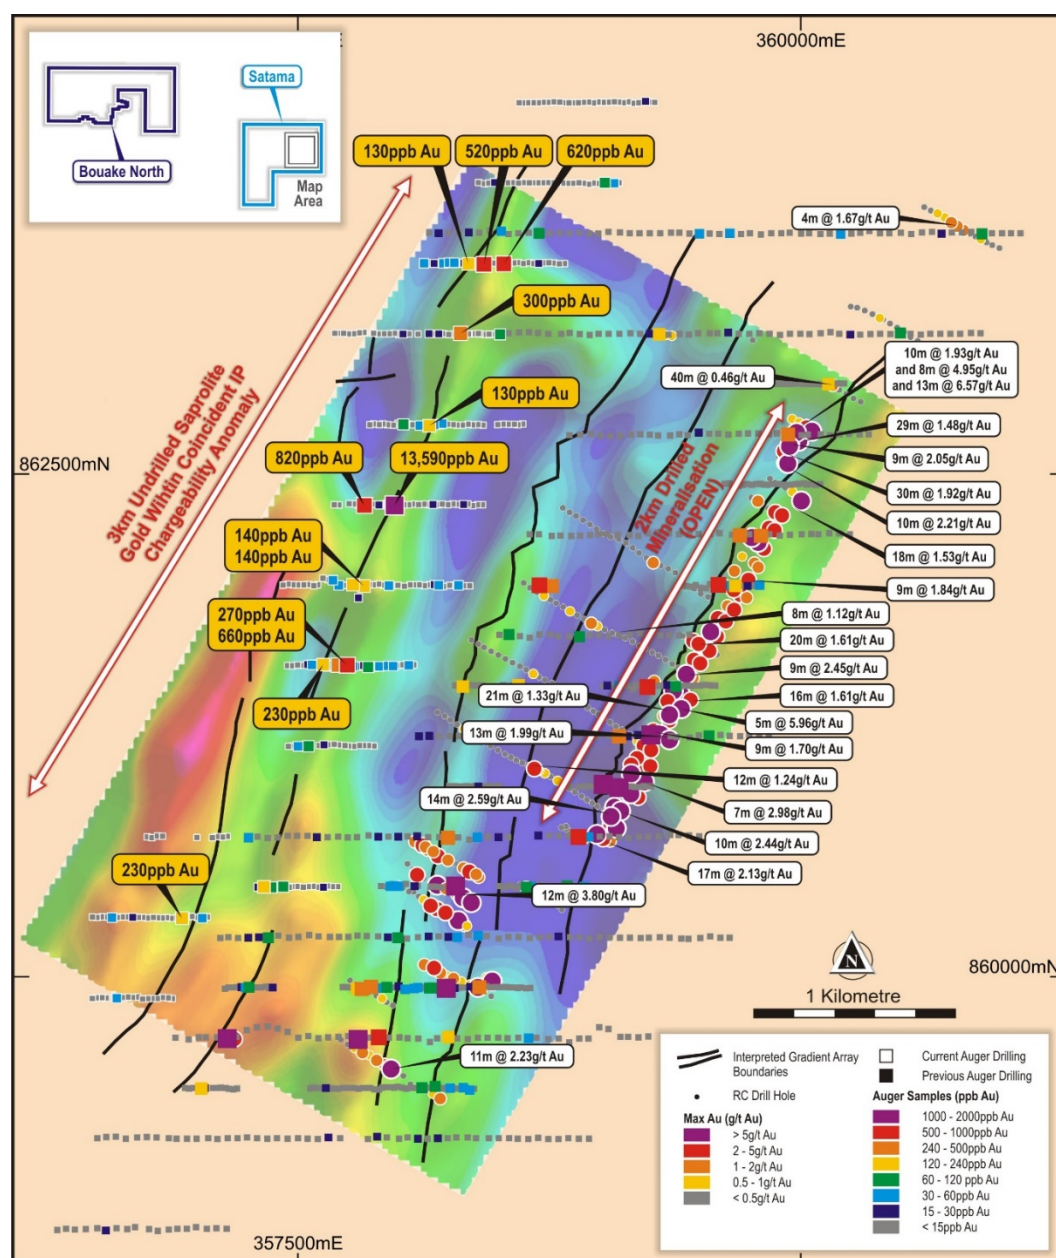 360000mE
Satama
Bouake North
Map
Area
130ppb Au
520ppb Au
620ppb Au
4m @ 1.67g/t Au
300ppb Au
10m @ 1.93g/t Au
and 8m @ 4.95g/t Au
and 13m @ 6.57g/t Au
40m @ 0.46g/t Au
130ppb Au
29m @ 1.48g/t Au
3km Undrilled Saprolite
Gold Whtin Coincident IP
Chargeability Anomaly
820ppb Au
13,590ppb Au
9m @ 2.05g/t Au
862500mN
2km Drilled
Mineralisation
(OPEN)
30m @ 1.92g/t Au
10m @ 2.21g/t Au
140ppb Au
140ppb Au
18m @ 1.53g/t Au
9m @ 1.84g/t Au
270ppb Au
660ppb Au
8m @ 1.12g/t Au
20m @ 1.61g/t Au
9m @ 2.45g/t Au
230ppb Au
21m @ 1.33g/t Au
16m @ 1.61g/t Au
5m @ 5.96g/t Au
13m @ 1.99g/t Au
9m @ 1.70g/t Au
12m @ 1.24g/t Au
14m @ 2.59g/t Au
7m @ 2.98g/t Au
10m @ 2.44g/t Au
230ppb Au
17m @ 2.13g/t Au
12m @ 3.80g/t Au
N
860000mN
1 Kilometre
11m @ 2.23g/t Au
Interpreted Gradient Array
Boundaries
RC Drill Hole
Max Au (g/t Au)
> 5g/t Au
2 - 5g/t Au
1 - 2g/t Au
0.5 - 1g/t Au
< 0.5g/t Au
Current Auger Drilling
Previous Auger Drilling
Auger Samples (ppb Au)
1000 - 2000ppb Au
500 - 1000ppb Au
240 - 500ppb Au
120 - 240ppb Au
60 - 120 ppb Au
30 - 60ppb Au
15 - 30ppb Au
< 15ppb Au
357500mE